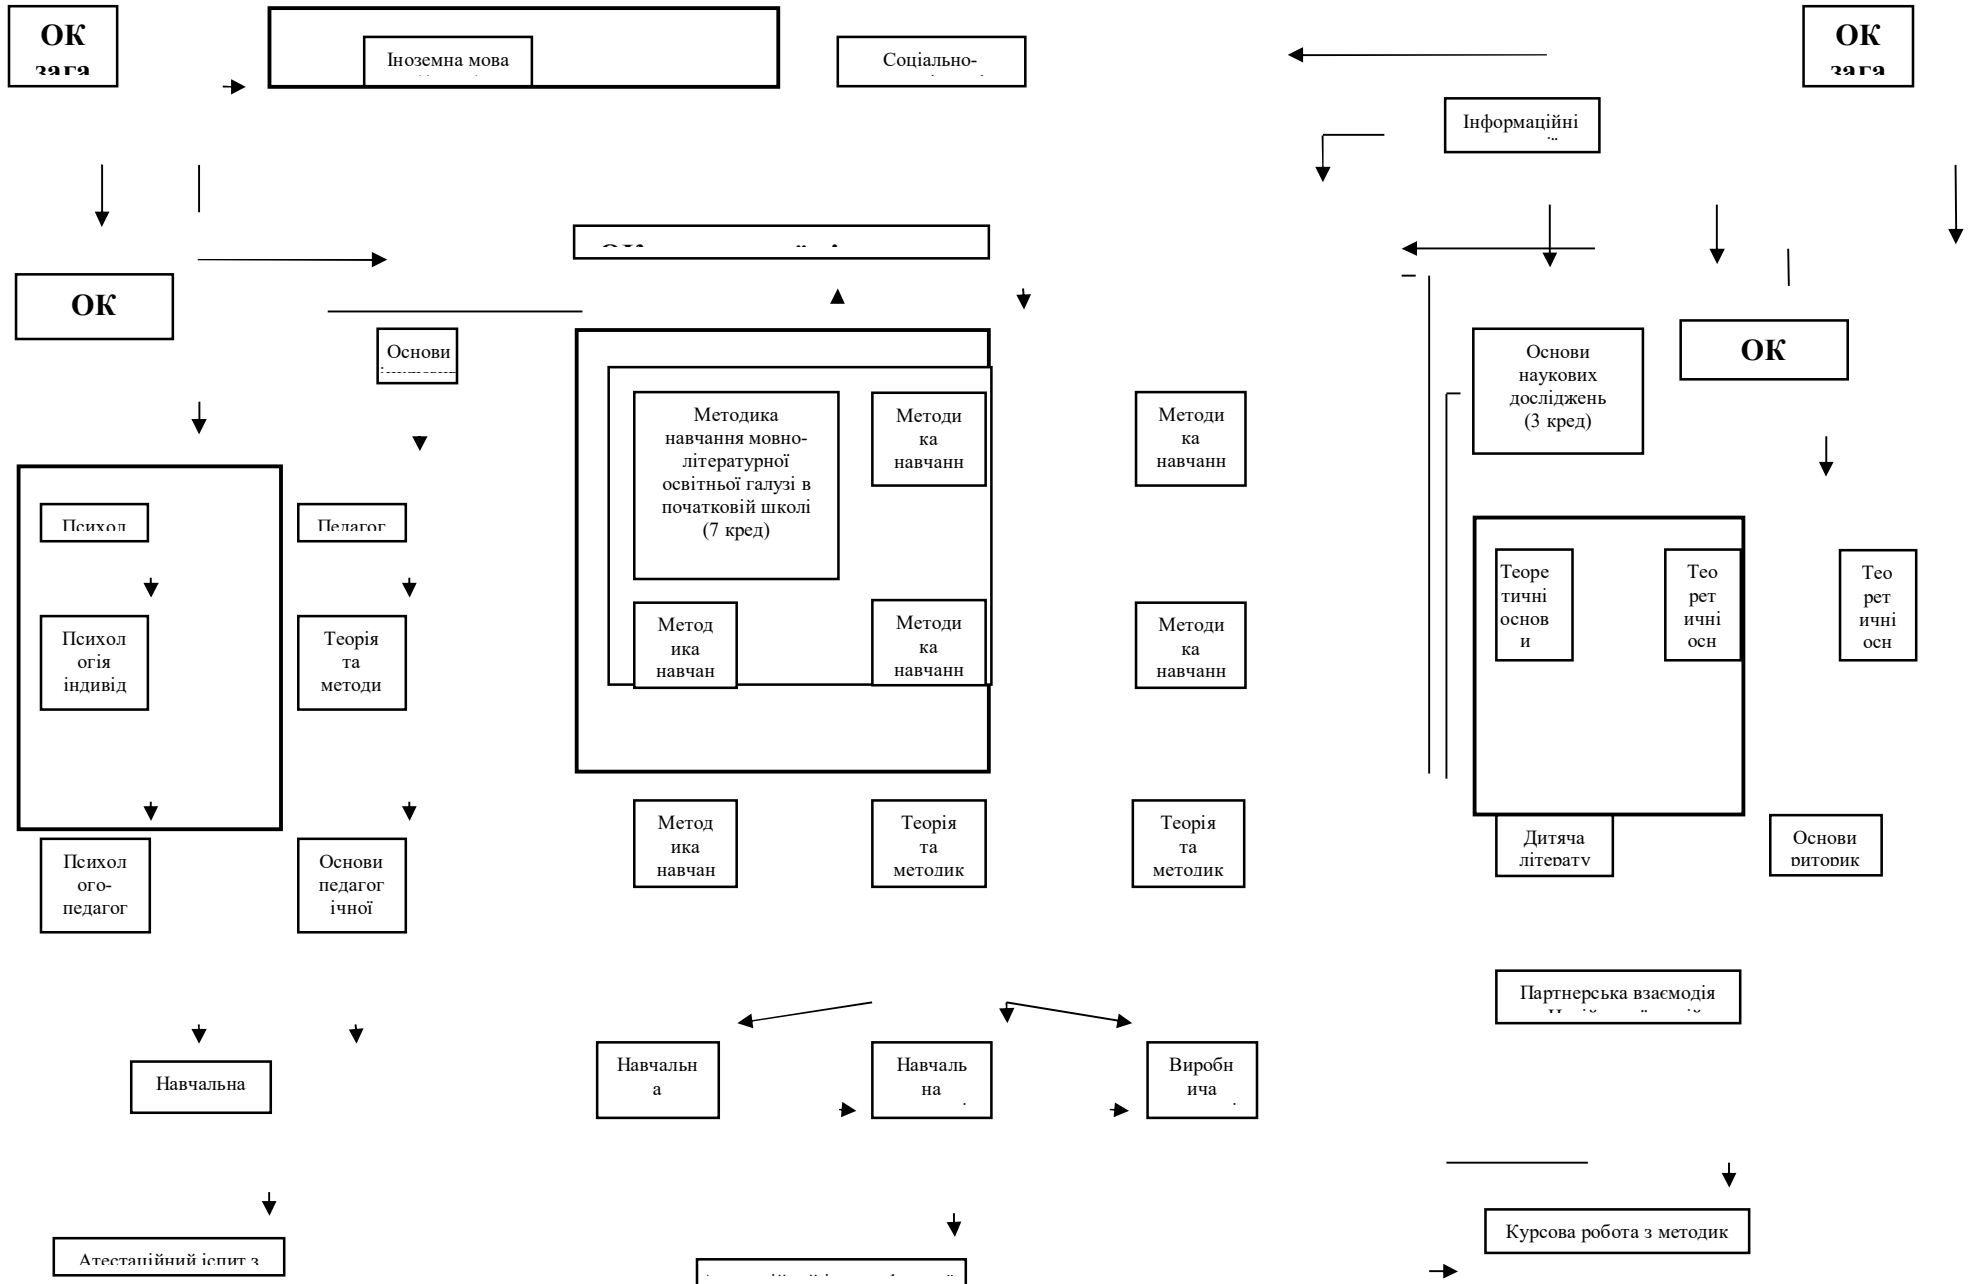 ОК
зага
Іноземна мова
Соціально-
ОК
зага
Інформаційні
ОК
Основи
Методика
навчання мовно-
літературної
освітньої галузі в
початковій школі
(7 кред)
Методи
ка
навчанн
Методи
ка
навчанн
Основи
наукових
досліджень
(3 кред)
ОК
Психол
Педагог
Психол
огія
індивід
Теорія
та
методи
Метод
ика
навчан
Методи
ка
навчанн
Методи
ка
навчанн
Теоре
тичні
основ
и
Тео
рет
ичні
осн
Тео
рет
ичні
осн
Психол
ого-
педагог
Основи
педагог
ічної
Метод
ика
навчан
Теорія
та
методик
Теорія
та
методик
Дитяча
літерату
Основи
риторик
Партнерська взаємодія
Навчальна
Навчальн
а
Навчаль
на
Виробн
ича
Курсова робота з методик
Атестаційний іспит з